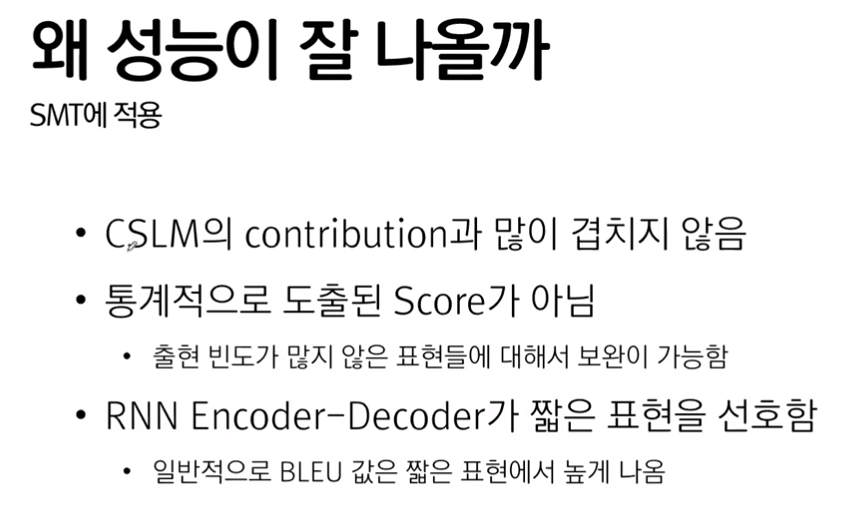 왜 성능이 잘 나올까
SMT에 적용
• CSLM의 contribution과 많이 겹치지 않음
• 통계적으로 도출된 Score가 아님
• 출현 빈도가 많지 않은 표현들에 대해서 보완이 가능함
• RNN Encoder-Decoder가 짧은 표현을 선호함
• 일반적으로 BLEU 값은 짧은 표현에서 높게 나옴